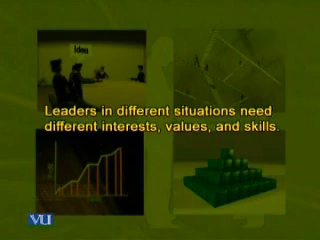 Idea
Leaders in different situations need
different interests, values, and skills.
VU